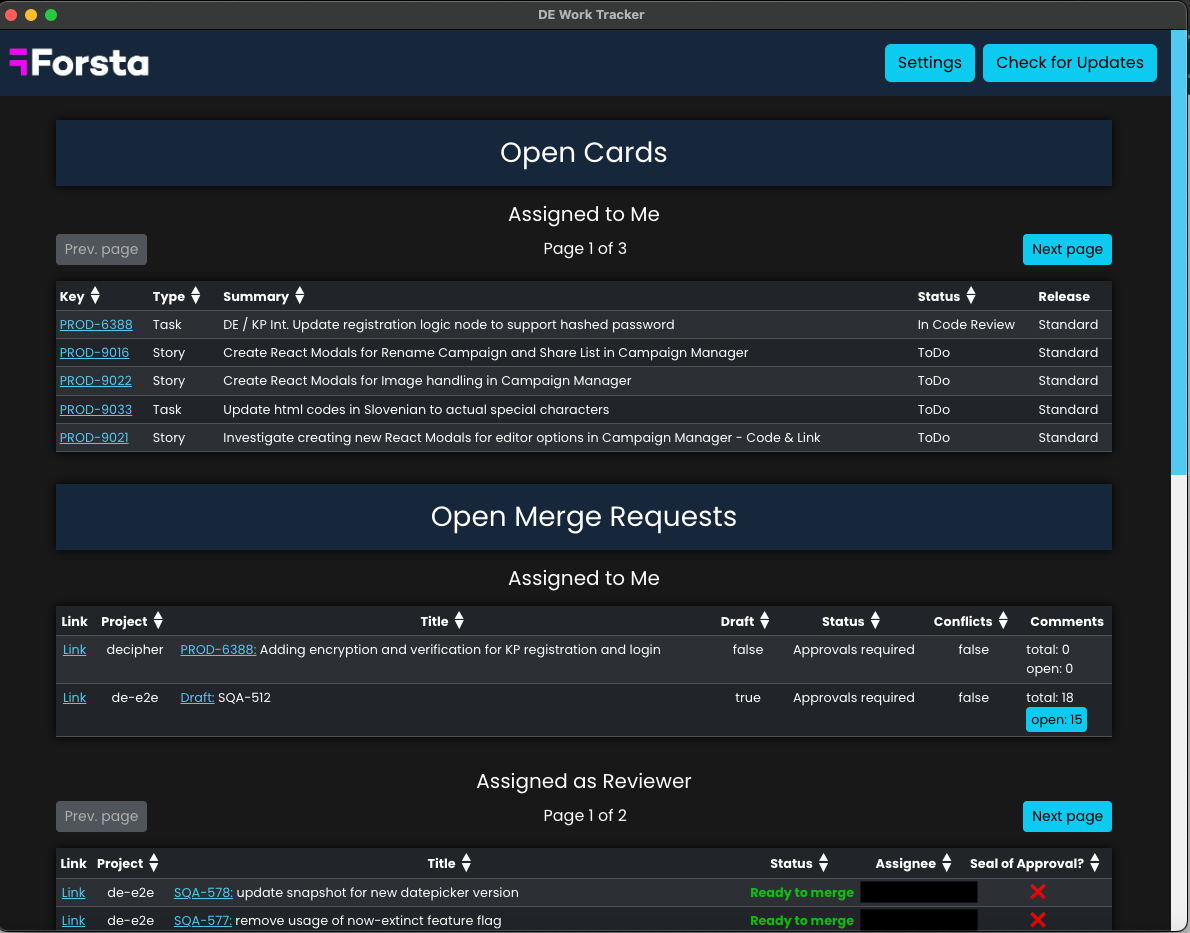 DE Work Tracker
Forsta
Settings
Check for Updates
Open Cards
Assigned to Me
Prev. page Page 1 of 3 Next page
Key Type Summary Status Release
PROD-6388 Task DE / KP Int. Update registration logic node to support hashed password In Code Review Standard
PROD-9016 Story Create React Modals for Rename Campaign and Share List in Campaign Manager ToDo Standard
PROD-9022 Story Create React Modals for Image handling in Campaign Manager ToDo Standard
PROD-9033 Task Update html codes in Slovenian to actual special characters ToDo Standard
PROD-9021 Story Investigate creating new React Modals for editor options in Campaign Manager - Code & Link ToDo Standard
Open Merge Requests
Assigned to Me
Link Project Title Draft Status Conflicts Comments
Link decipher PROD-6388: Adding encryption and verification for KP registration and login false Approvals required false total: 0
open: 0
Link de-e2e Draft: SQA-512 true Approvals required false total: 18
open: 15
Assigned as Reviewer
Prev. page Page 1 of 2 Next page
Link Project Title Status Assignee Seal of Approval?
Link de-e2e SQA-578: update snapshot for new datepicker version Ready to merge
Link de-e2e SQA-577: remove usage of now-extinct feature flag Ready to merge